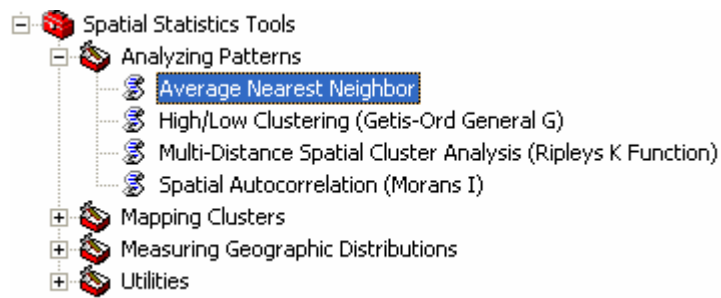 Spatial Statistics Tools
Analyzing Patterns
Average Nearest Neighbor
High/Low Clustering (Getis-Ord General G)
Multi-Distance Spatial Cluster Analysis (Ripleys K Function)
Spatial Autocorrelation (Morans I)
Mapping Clusters
Measuring Geographic Distributions
Utilities